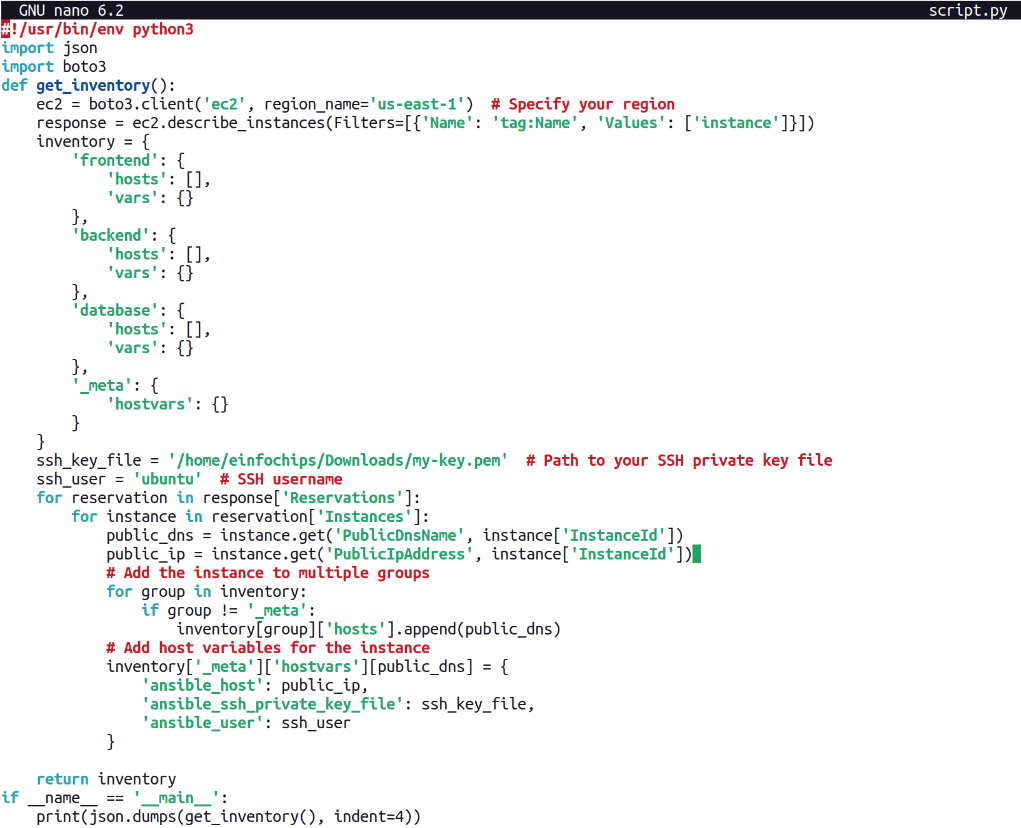 GNU nano 6.2 script.py
#!/usr/bin/env python3
import json
import boto3
def get_inventory():
    ec2 = boto3.client('ec2', region_name='us-east-1')  # Specify your region
    response = ec2.describe_instances(Filters=[{'Name': 'tag:Name', 'Values': ['instance']}])
    inventory = {
        'frontend': {
            'hosts': [],
            'vars': {}
        },
        'backend': {
            'hosts': [],
            'vars': {}
        },
        'database': {
            'hosts': [],
            'vars': {}
        },
        '_meta': {
            'hostvars': {}
        }
    }
    ssh_key_file = '/home/einfochips/Downloads/my-key.pem'  # Path to your SSH private key file
    ssh_user = 'ubuntu'  # SSH username
    for reservation in response['Reservations']:
        for instance in reservation['Instances']:
            public_dns = instance.get('PublicDnsName', instance['InstanceId'])
            public_ip = instance.get('PublicIpAddress', instance['InstanceId'])
            # Add the instance to multiple groups
            for group in inventory:
                if group != '_meta':
                    inventory[group]['hosts'].append(public_dns)
            # Add host variables for the instance
            inventory['_meta']['hostvars'][public_dns] = {
                'ansible_host': public_ip,
                'ansible_ssh_private_key_file': ssh_key_file,
                'ansible_user': ssh_user
            }

    return inventory
if __name__ == '__main__':
    print(json.dumps(get_inventory(), indent=4))